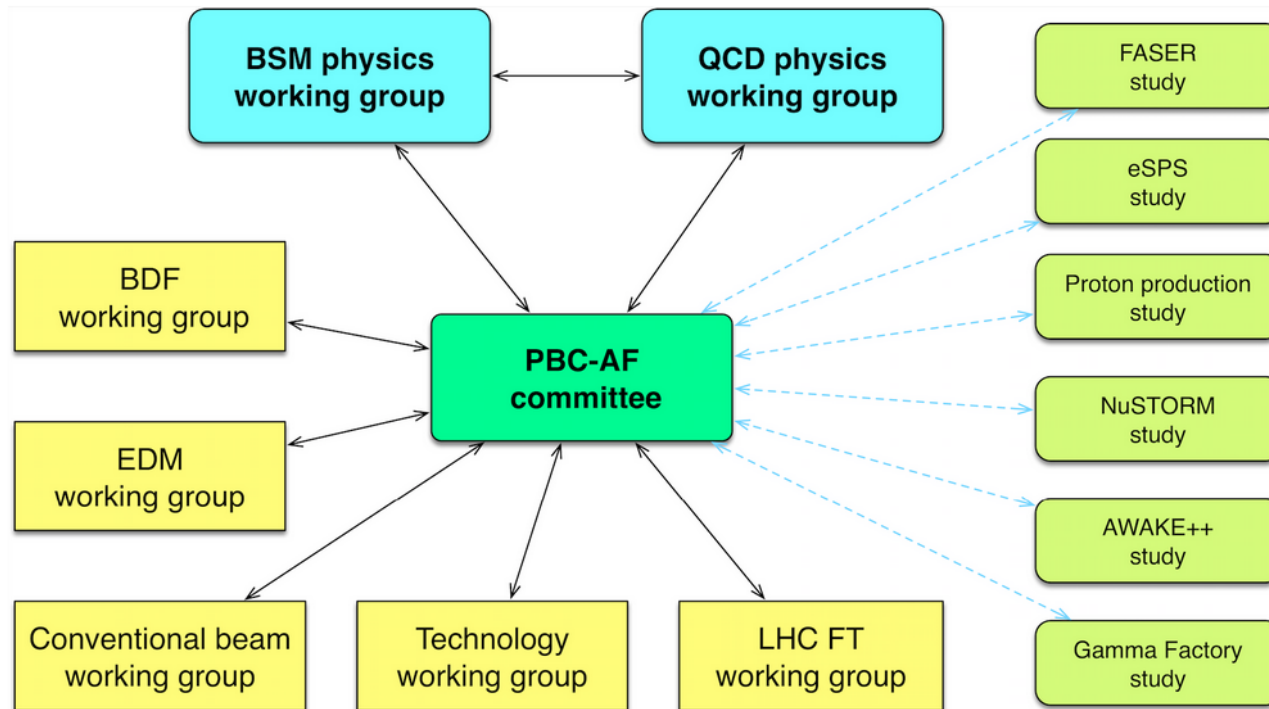 BSM physics
working group
QCD physics
working group
FASER
study
eSPS
study
BDF
working group
Proton production
study
PBC-AF
committee
NuSTORM
study
EDM
working group
AWAKE++
study
Conventional beam
working group
Technology
working group
LHC FT
working group
Gamma Factory
study